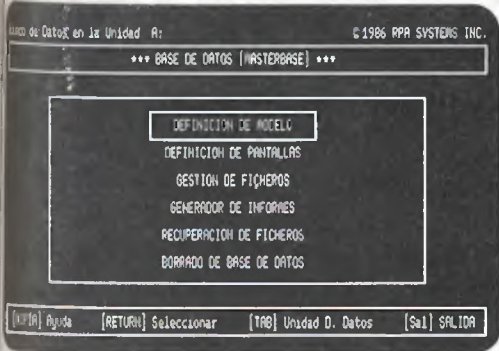 de Datos en la Unidad A: ©1986 RPA SYSTEMS INC.
*** BASE DE DATOS [MASTERBASE] ***
DEFINICION DE MODELO
DEFINICION DE PANTALLAS
GESTION DE FICHEROS
GENERADOR DE INFORMES
RECUPERACION DE FICHEROS
BORRADO DE BASE DE DATOS
Ayuda [RETURN] Seleccionar [TAB] Unidad D. Datos [Sal] SALIDA